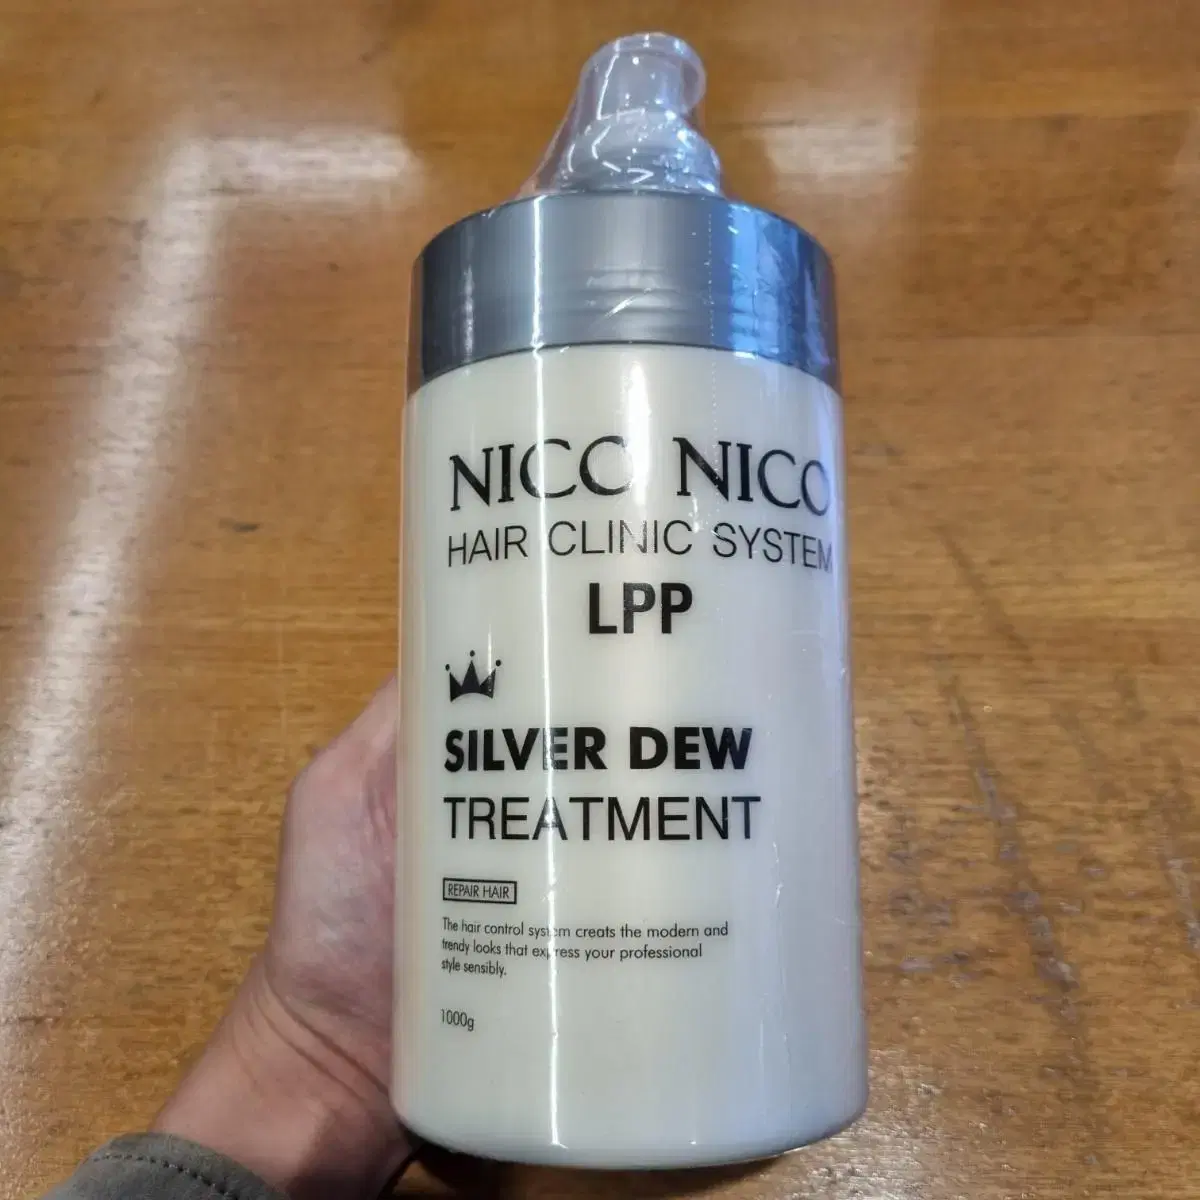 NICO NICO
HAIR CLINIC SYSTEM
LPP
SILVER DEW
TREATMENT
REPAIR HAIR
The hair control system creats the modern and
trendy looks that express your professional
style sensibly.
1000g